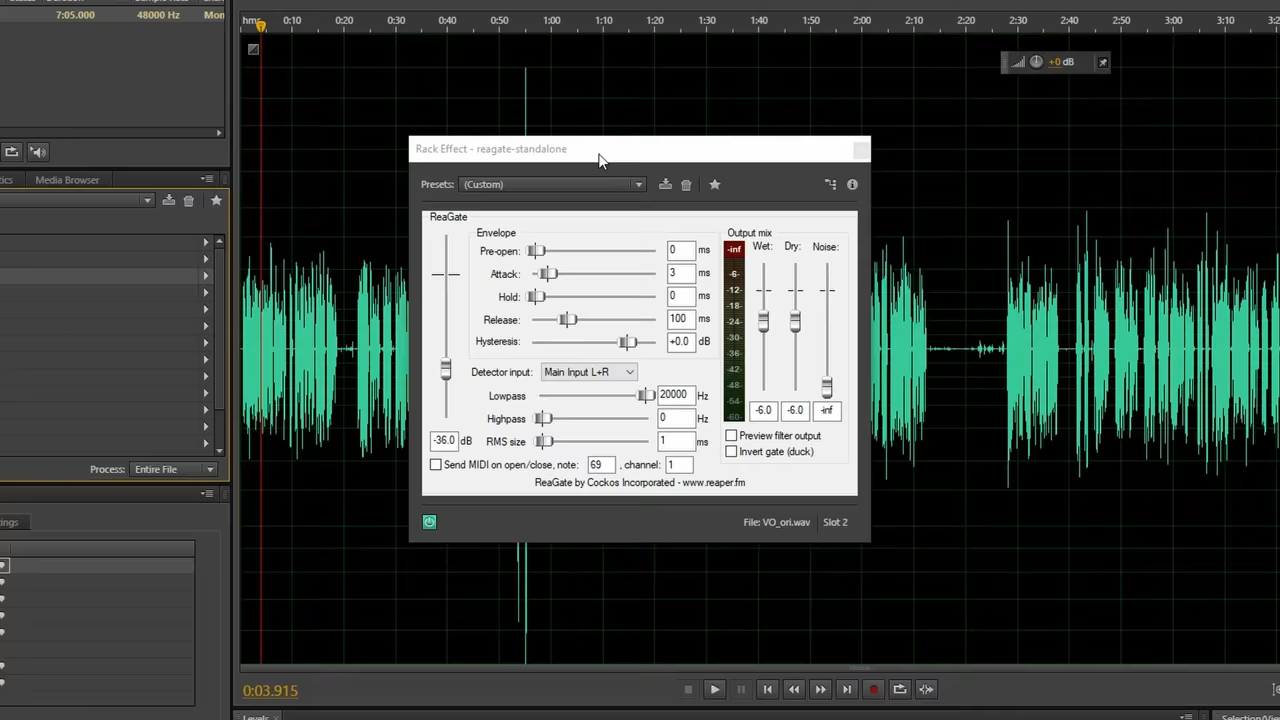 Duration
7:05.000
48000 Hz
Mon
hms
0:10
0:20
0:30
0:40
0:50
1:00
1:10
1:20
1:30
1:40
1:50
2:00
2:10
2:20
2:30
2:40
2:50
3:00
3:10
+0 dB
Media Browser
Process:
Entire File
Rack Effect - reagate-standalone
Presets:
(Custom)
ReaGate
Envelope
Pre-open:
0
ms
Attack:
3
ms
Hold:
0
ms
Release:
100
ms
Hysteresis:
+0.0
dB
Detector input:
Main Input L+R
Lowpass
20000
Hz
Highpass
0
Hz
-36.0
dB
RMS size
1
ms
Send MIDI on open/close, note:
69
, channel:
1
ReaGate by Cockos Incorporated - www.reaper.fm
Output mix
Wet:
Dry:
Noise:
-inf
-6-
-12-
-18-
-24-
-30-
-36-
-42-
-48-
-54-
-60-
-6.0
-6.0
-inf
Preview filter output
Invert gate (duck)
File: VO_ori.wav
Slot 2
0:03.915
Levels